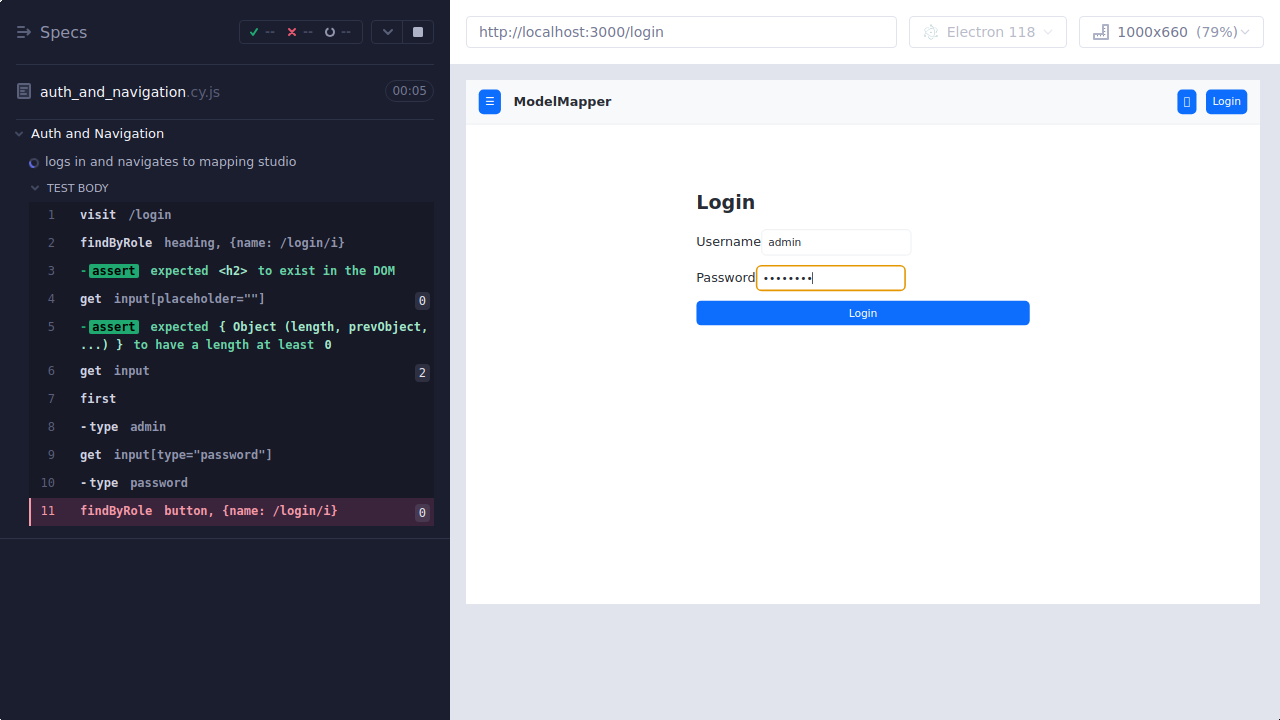 Specs
--
--
--
auth_and_navigation.cy.js
00:05
Auth and Navigation
logs in and navigates to mapping studio
TEST BODY
1 visit /login
2 findByRole heading, {name: /login/i}
3 -assert expected <h2> to exist in the DOM
4 get input[placeholder=""] 0
5 -assert expected { Object (length, prevObject,
...) } to have a length at least 0
6 get input 2
7 first
8 -type admin
9 get input[type="password"]
10 -type password
11 findByRole button, {name: /login/i} 0
http://localhost:3000/login
Electron 118
1000x660 (79%)
☰ ModelMapper
Login
Login
Username admin
Password ••••••••
Login